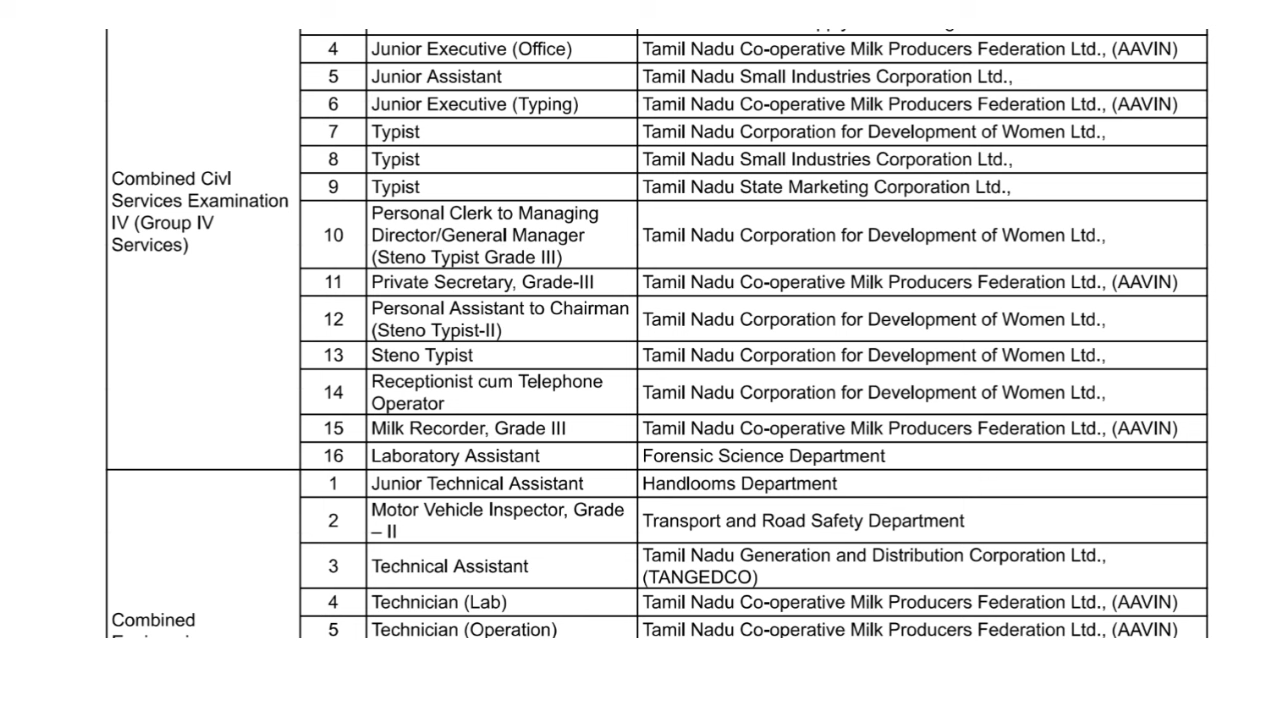 4 Junior Executive (Office) Tamil Nadu Co-operative Milk Producers Federation Ltd., (AAVIN)
5 Junior Assistant Tamil Nadu Small Industries Corporation Ltd.,
6 Junior Executive (Typing) Tamil Nadu Co-operative Milk Producers Federation Ltd., (AAVIN)
7 Typist Tamil Nadu Corporation for Development of Women Ltd.,
8 Typist Tamil Nadu Small Industries Corporation Ltd.,
9 Typist Tamil Nadu State Marketing Corporation Ltd.,
Combined Civl
Services Examination
IV (Group IV
Services)
10 Personal Clerk to Managing
Director/General Manager
(Steno Typist Grade III)
Tamil Nadu Corporation for Development of Women Ltd.,
11 Private Secretary, Grade-III Tamil Nadu Co-operative Milk Producers Federation Ltd., (AAVIN)
12 Personal Assistant to Chairman
(Steno Typist-II)
Tamil Nadu Corporation for Development of Women Ltd.,
13 Steno Typist Tamil Nadu Corporation for Development of Women Ltd.,
14 Receptionist cum Telephone
Operator
Tamil Nadu Corporation for Development of Women Ltd.,
15 Milk Recorder, Grade III Tamil Nadu Co-operative Milk Producers Federation Ltd., (AAVIN)
16 Laboratory Assistant Forensic Science Department
1 Junior Technical Assistant Handlooms Department
2 Motor Vehicle Inspector, Grade
– II
Transport and Road Safety Department
3 Technical Assistant Tamil Nadu Generation and Distribution Corporation Ltd.,
(TANGEDCO)
4 Technician (Lab) Tamil Nadu Co-operative Milk Producers Federation Ltd., (AAVIN)
Combined
5 Technician (Operation) Tamil Nadu Co-operative Milk Producers Federation Ltd., (AAVIN)